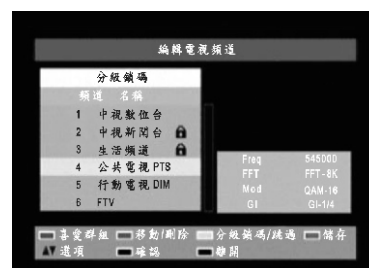 編輯電視頻道
分級鎖碼
頻道 名稱
1 中視數位台
2 中視新聞台
3 生活頻道
4 公共電視 PTS
5 行動電視 DIM
6 FTV
Freq 545000
FFT FFT-8K
Mod QAM-16
GI GI-1/4
喜愛群組 移動/刪除 分級鎖碼/跳過 儲存
選項 確認 離開